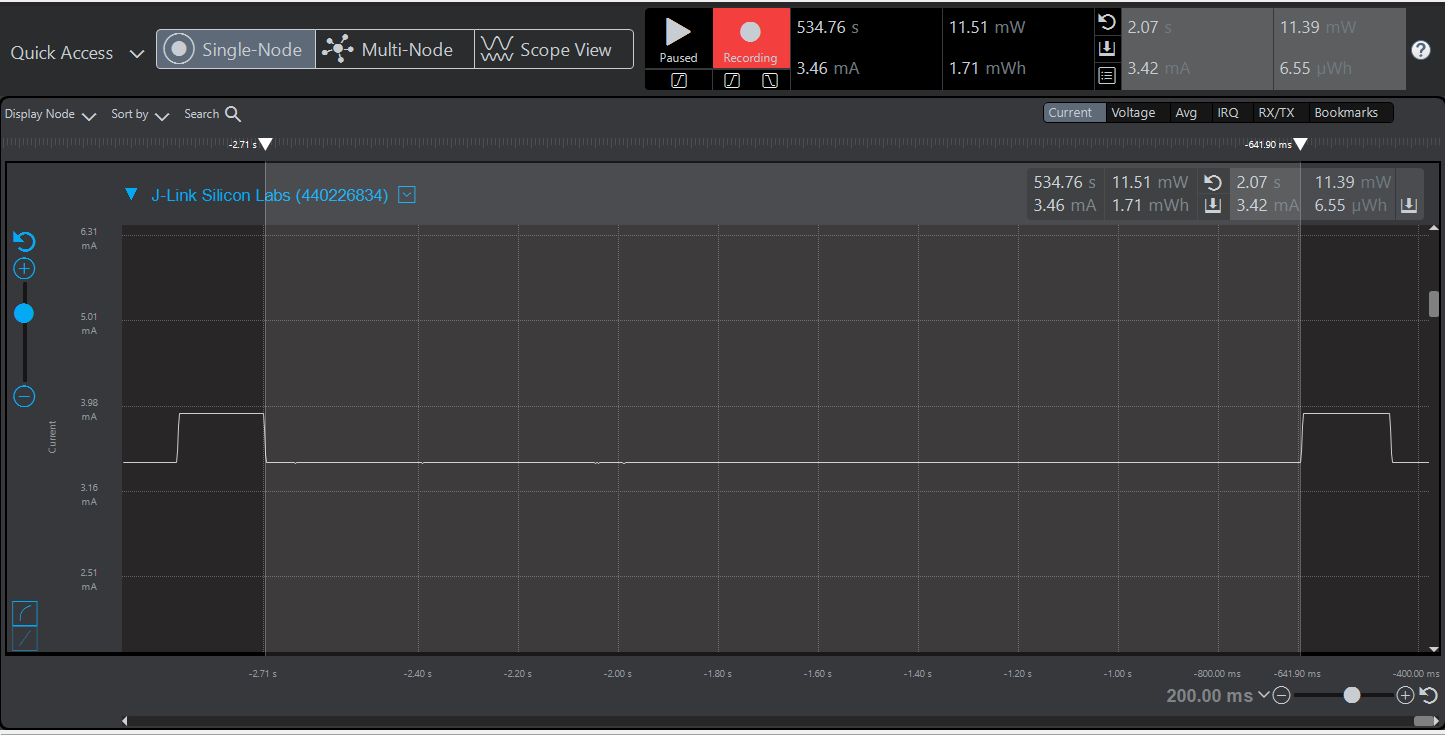 Quick Access
Single-Node
Multi-Node
Scope View
Paused
Recording
534.76 s
11.51 mW
3.46 mA
1.71 mWh
2.07 s
11.39 mW
3.42 mA
6.55 µWh
?
Display Node
Sort by
Search
Current
Voltage
Avg
IRQ
RX/TX
Bookmarks
-2.71 s
-641.90 ms
J-Link Silicon Labs (440226834)
534.76 s
11.51 mW
2.07 s
11.39 mW
3.46 mA
1.71 mWh
3.42 mA
6.55 µWh
6.31
mA
5.01
mA
3.98
mA
Current
3.16
mA
2.51
mA
-2.71 s
-2.40 s
-2.20 s
-2.00 s
-1.80 s
-1.60 s
-1.40 s
-1.20 s
-1.00 s
-800.00 ms
-641.90 ms
-400.00 ms
200.00 ms